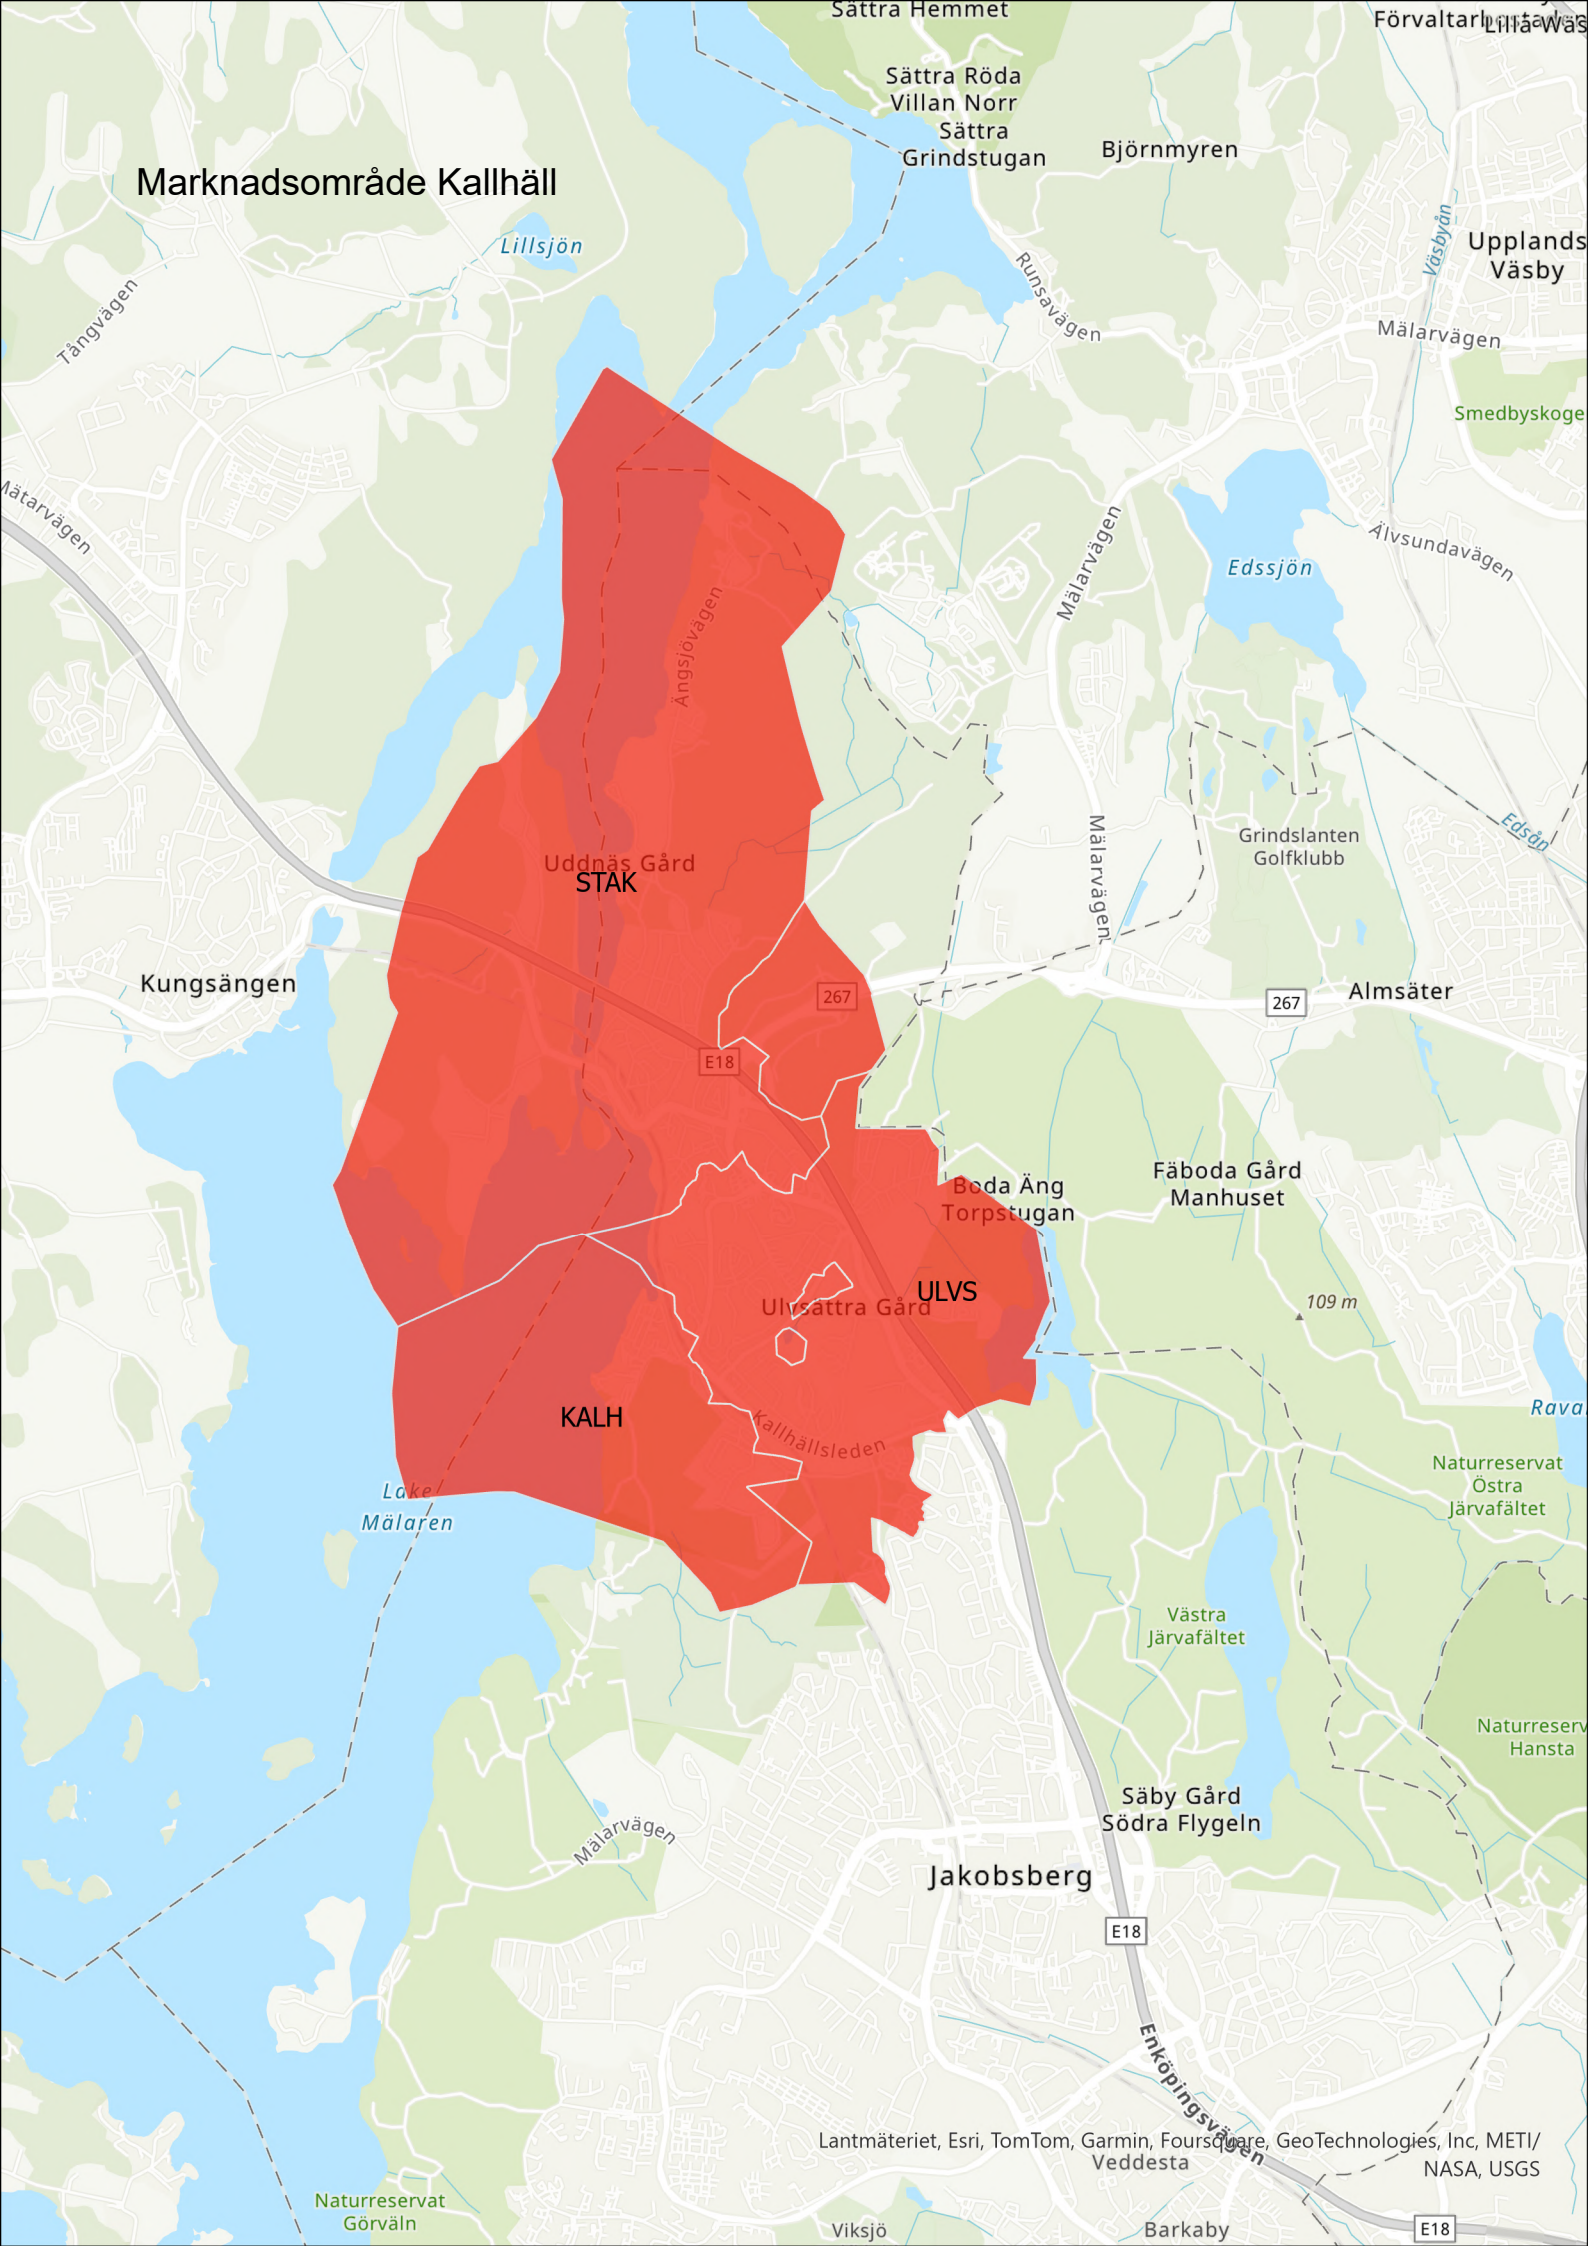 Sättra Hemmet
Sättra Röda
Villan Norr
Sättra
Grindstugan
Björnmyren
Marknadsområde Kallhäll
Lillsjön
Tångvägen
Runsavägen
Väsbyån
Upplands
Väsby
Mälarvägen
Smedbyskoge
Mätarvägen
Mälarvägen
Älvsundavägen
Edssjön
Ängsjövägen
Mälarvägen
Grindslanten
Golfklubb
Edsån
Uddnäs Gård
STAK
Kungsängen
267
267
Almsäter
E18
Boda Äng
Torpstugan
Fäboda Gård
Manhuset
ULVS
Ulvsättra Gård
109 m
KALH
Kallhällsleden
Lake
Mälaren
Rava
Naturreservat
Östra
Järvafältet
Västra
Järvafältet
Naturreserv
Hansta
Säby Gård
Södra Flygeln
Mälarvägen
Jakobsberg
E18
Enköpingsvägen
Lantmäteriet, Esri, TomTom, Garmin, Foursquare, GeoTechnologies, Inc, METI/
NASA, USGS
Veddesta
Naturreservat
Görväln
Viksjö
Barkaby
E18